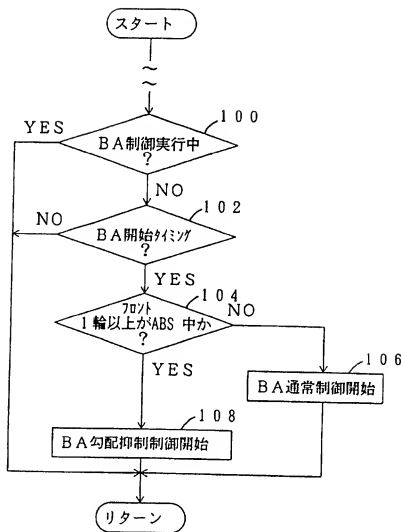 スタート
100
YES
BA制御実行中
?
NO
102
NO
BA開始タイミング
?
YES
104
フロント
1輪以上がABS 中か
?
NO
YES
106
BA通常制御開始
108
BA勾配抑制制御開始
リターン